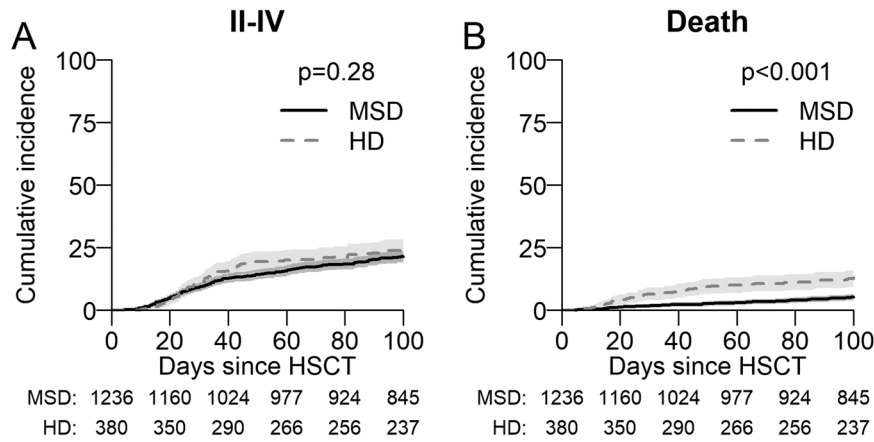 A
II-IV
100
75
50
25
0
Cumulative incidence
p=0.28
MSD
HD
0 20 40 60 80 100
Days since HSCT
MSD: 1236 1160 1024 977 924 845
HD: 380 350 290 266 256 237
B
Death
100
75
50
25
0
Cumulative incidence
p<0.001
MSD
HD
0 20 40 60 80 100
Days since HSCT
MSD: 1236 1160 1024 977 924 845
HD: 380 350 290 266 256 237